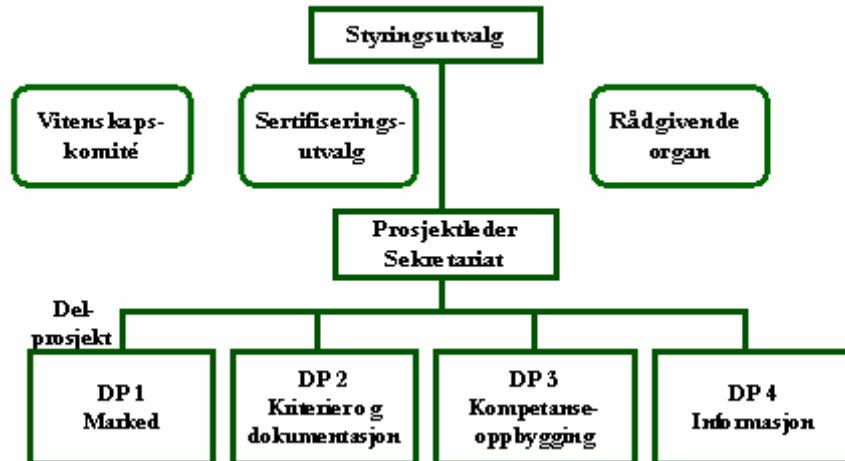 Styringsutvalg
Vitenskaps-
komité
Sertifiserings-
utvalg
Rådgivende
organ
Prosjektleder
Sekretariat
Del-
prosjekt
DP 1
Marked
DP 2
Kriterier og
dokumentasjon
DP 3
Kompetanse-
oppbygging
DP 4
Informasjon